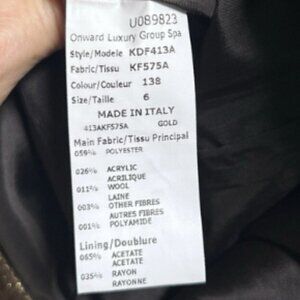 U089823
Onward Luxury Group Spa
Style/Modele KDF413A
Fabric/Tissu KF575A
Colour/Couleur 138
Size/Taille 6
MADE IN ITALY
413AKF575A GOLD
Main Fabric/Tissu Principal
059% POLYESTER
026% ACRYLIC
ACRILIQUE
011% WOOL
LAINE
003% OTHER FIBRES
AUTRES FIBRES
001% POLYAMIDE
Lining/Doublure
065% ACETATE
ACETATE
035% RAYON
RAYONNE